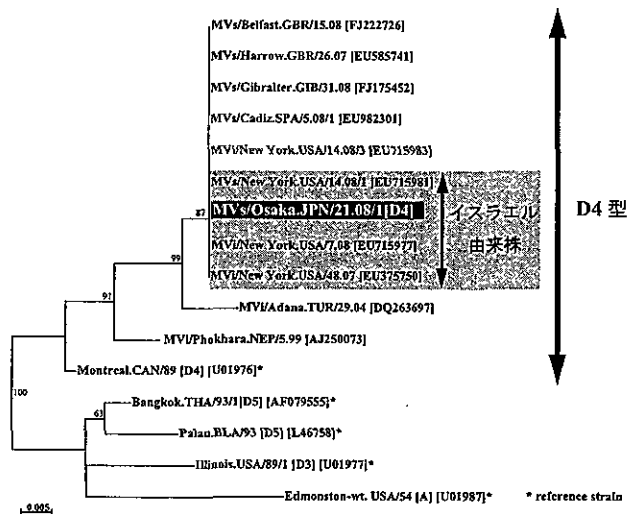 MVs/Belfast.GBR/15.08 [FJ222726]
MVs/Harrow.GBR/26.07 [EU585741]
MVs/Gibralter.GIB/31.08 [FJ175452]
MVs/Cadiz.SPA/5.08/1 [EU982301]
MVi/New York.USA/14.08/3 [EU715983]
MVs/New York.USA/14.08/1 [EU715981]
MVs/Osaka.JPN/21.08/1[D4]
MVi/New York.USA/7.08 [EU715977]
MVi/New York.USA/48.07 [EU375750]
イスラエル
由来株
D4 型
87
99
MVi/Adana.TUR/29.04 [DQ263697]
MVi/Phokhara.NEP/5.99 [AJ250073]
Montreal.CAN/89 [D4] [U01976]*
100
Bangkok.THA/93/1[D5] [AF079555]*
63
Palau.BLA/93 [D5] [L46758]*
Illinois.USA/89/1 [D3] [U01977]*
Edmonston-wt. USA/54 [A] [U01987]*
* reference strain
0.005